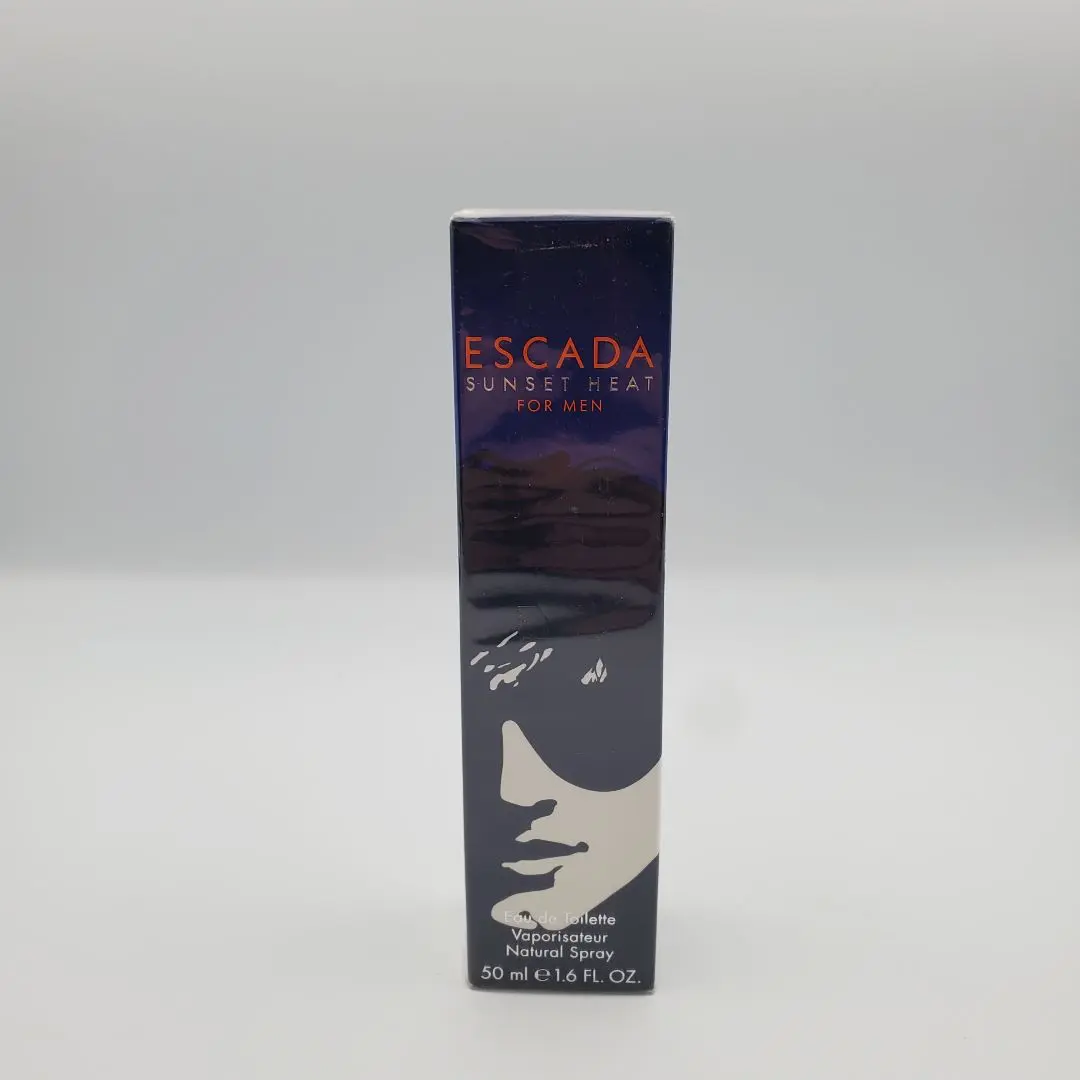 ESCADA
SUNSET HEAT
FOR MEN
Eau de Toilette
Vaporisateur
Natural Spray
50 ml ℮ 1.6 FL. OZ.